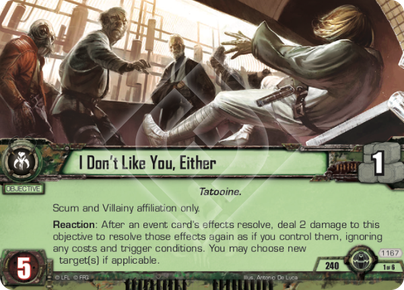 I Don't Like You, Either
1
OBJECTIVE
Tatooine.
Scum and Villainy affiliation only.
Reaction: After an event card's effects resolve, deal 2 damage to this
objective to resolve those effects again as if you control them, ignoring
any costs and trigger conditions. You may choose new
target(s) if applicable.
5
© LFL © FFG
Illus. Antonio De Luca
240
1167
1 of 6